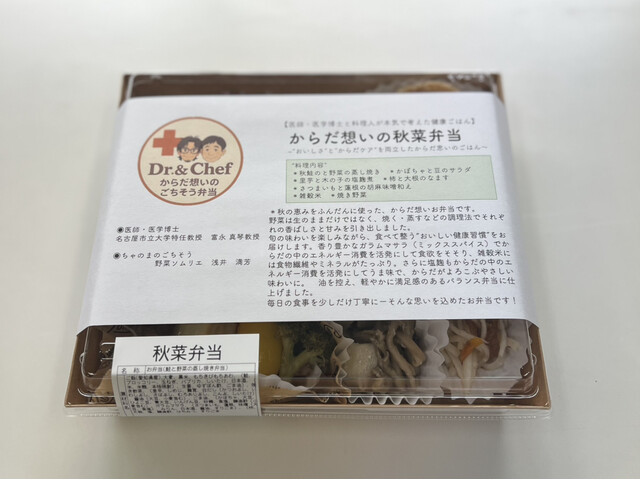 【医師・医学博士と料理人が本気で考えた健康ごはん】
からだ想いの秋菜弁当
〜"おいしさ"と"からだケア"を両立したからだ思いのごはん〜
Dr.&Chef
からだ想いの
ごちそう弁当
●医師・医学博士
名古屋市立大学特任教授 富永 真琴教授
●ちゃのまのごちそう
野菜ソムリエ 浅井 満芳
"料理内容"
*秋鮭のと野菜の蒸し焼き *かぼちゃと豆のサラダ
*里芋と木の子の塩麹煮 *柿と大根のなます
*さつまいもと蓮根の胡麻味噌和え
*雑穀米 *焼き野菜
*秋の恵みをふんだんに使った、からだ想いお弁当です。
野菜は生のままだけではなく、焼く・蒸すなどの調理法でそれぞ
れの香ばしさと甘みを引き出しました。
旬の味わいを楽しみながら、食べて整う"おいしい健康習慣"をお
届けします。香り豊かなガムマサラ（ミックススパイス）でか
らだの中のエネルギー消費を活発にして食欲をそそり、雑穀米に
は食物繊維やミネラルがたっぷり。さらに塩麹もからだの中のエ
ネルギー消費を活発にしてうま味で、からだがよろこぶやさしい
味わいに。 油を控え、軽やかに満足感のあるバランス弁当に仕
上げました。
毎日の食事を少しだけ丁寧にーそんな思いを込めたお弁当です！
秋菜弁当
名 称 お弁当(鮭と野菜の蒸し焼き弁当)